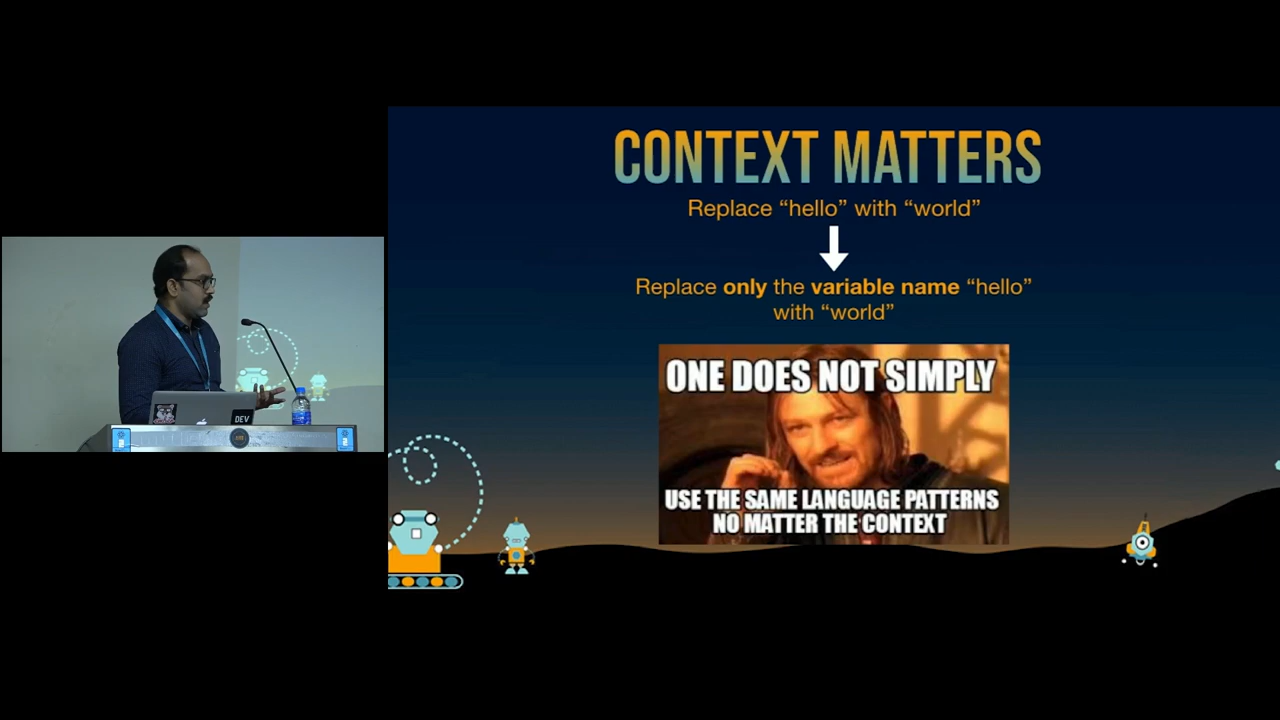 CONTEXT MATTERS
Replace “hello” with “world”
Replace only the variable name “hello”
with “world”
ONE DOES NOT SIMPLY
USE THE SAME LANGUAGE PATTERNS
NO MATTER THE CONTEXT
DEV